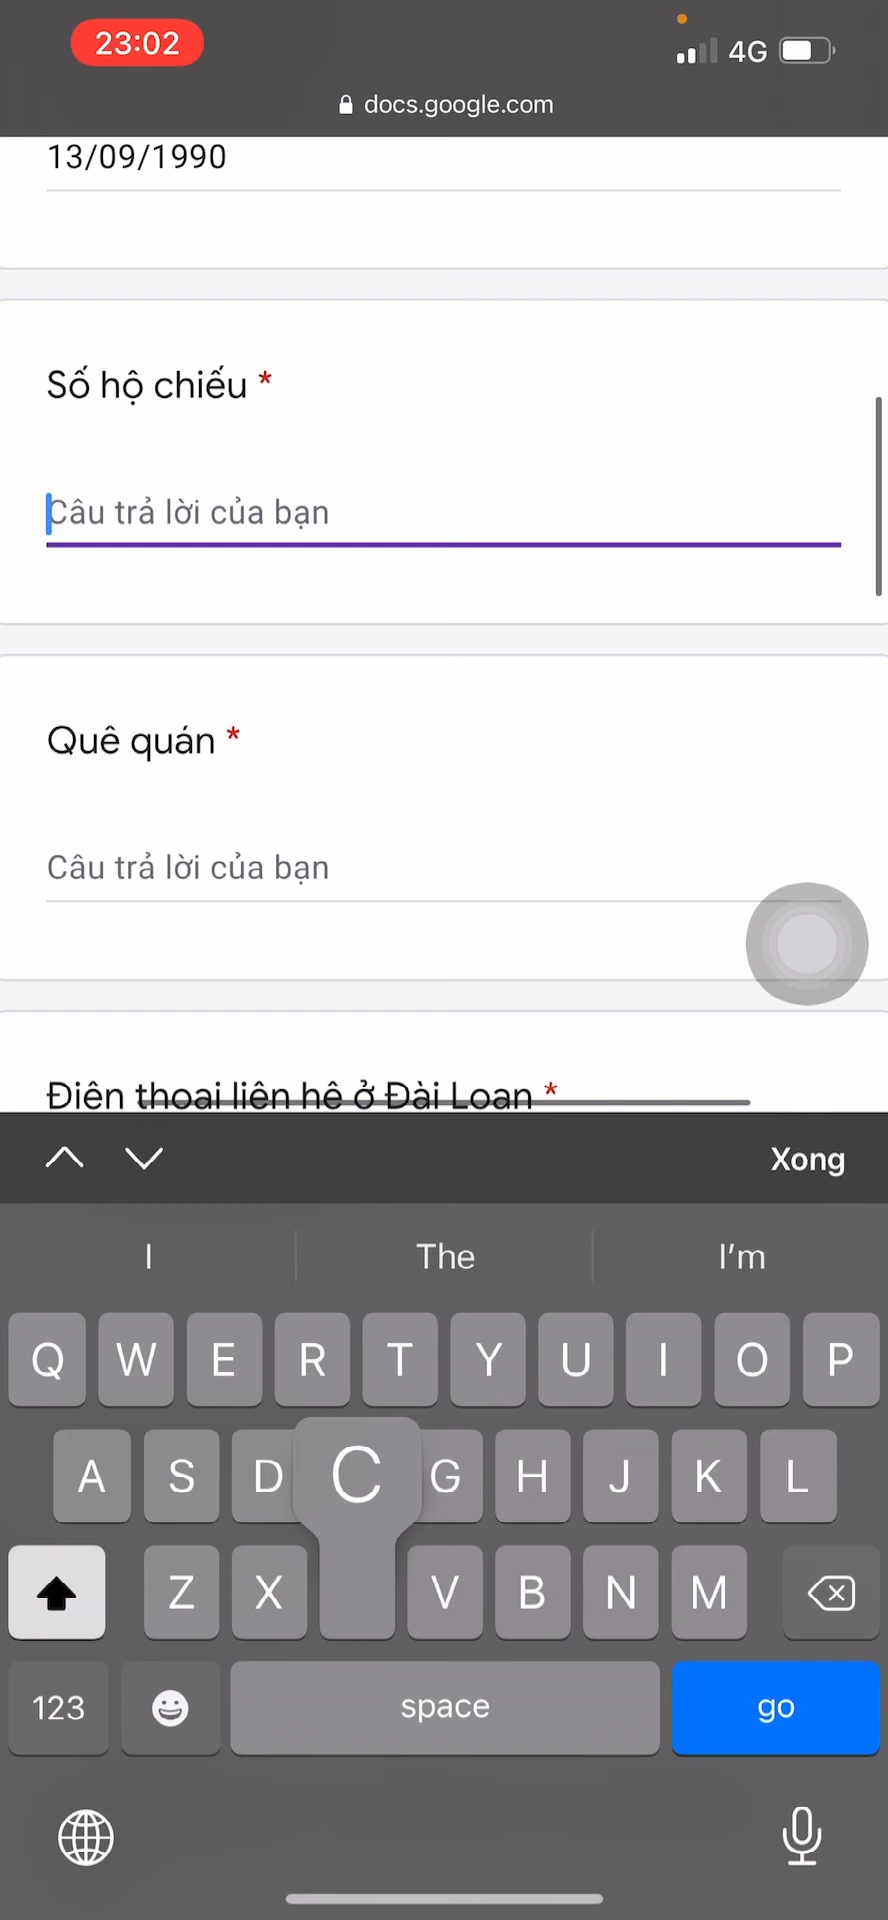 23:02
4G
docs.google.com
13/09/1990
Số hộ chiếu *
Câu trả lời của bạn
Quê quán *
Câu trả lời của bạn
Điện thoại liên hệ ở Đài Loan *
Xong
I The I'm
Q W E R T Y U I O P
A S D C G H J K L
Z X V B N M
123 space go